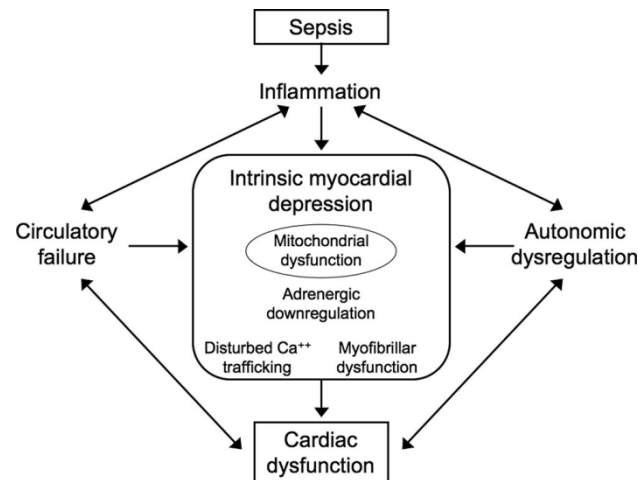 Sepsis
Inflammation
Intrinsic myocardial
depression
Circulatory
failure
Mitochondrial
dysfunction
Autonomic
dysregulation
Adrenergic
downregulation
Disturbed Ca⁺⁺
trafficking
Myofibrillar
dysfunction
Cardiac
dysfunction